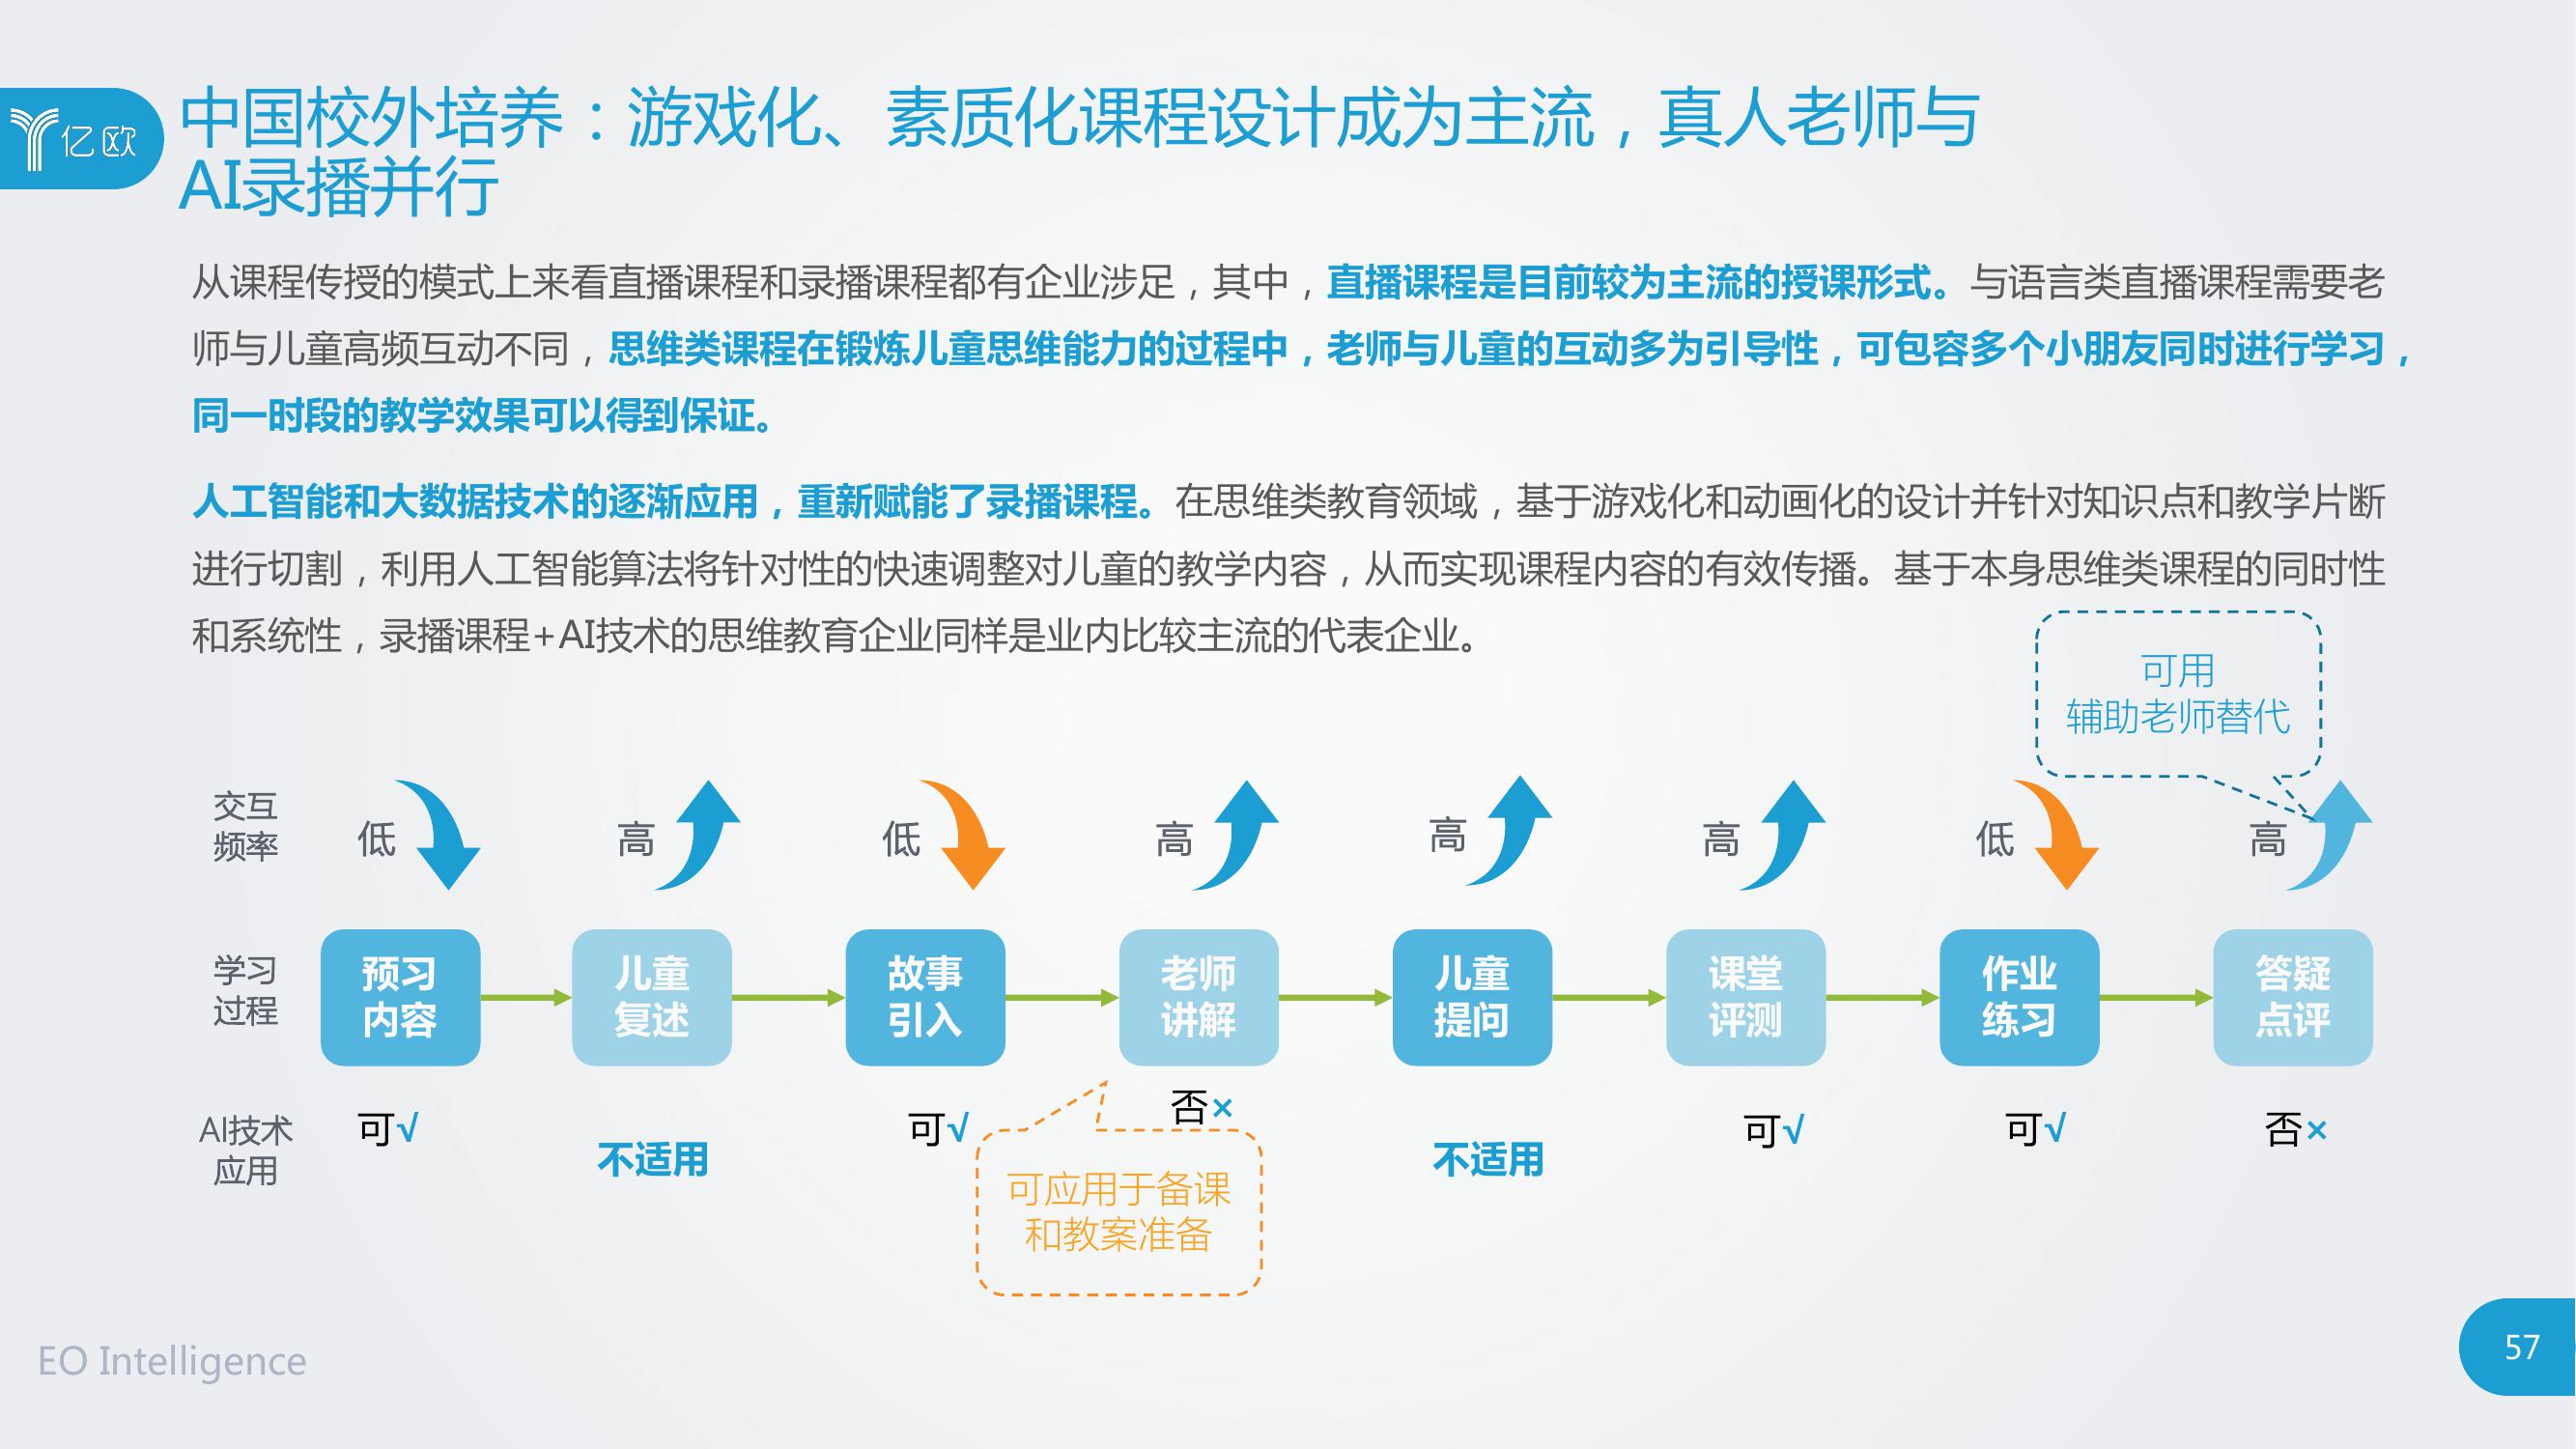 亿欧
中国校外培养：游戏化、素质化课程设计成为主流，真人老师与
AI录播并行
从课程传授的模式上来看直播课程和录播课程都有企业涉足，其中，直播课程是目前较为主流的授课形式。与语言类直播课程需要老
师与儿童高频互动不同，思维类课程在锻炼儿童思维能力的过程中，老师与儿童的互动多为引导性，可包容多个小朋友同时进行学习，
同一时段的教学效果可以得到保证。
人工智能和大数据技术的逐渐应用，重新赋能了录播课程。在思维类教育领域，基于游戏化和动画化的设计并针对知识点和教学片断
进行切割，利用人工智能算法将针对性的快速调整对儿童的教学内容，从而实现课程内容的有效传播。基于本身思维类课程的同时性
和系统性，录播课程+AI技术的思维教育企业同样是业内比较主流的代表企业。
可用
辅助老师替代
交互
频率
低
高
低
高
高
高
低
高
学习
过程
预习
内容
儿童
复述
故事
引入
老师
讲解
儿童
提问
课堂
评测
作业
练习
答疑
点评
AI技术
应用
可√
不适用
可√
否×
不适用
可√
可√
否×
可应用于备课
和教案准备
EO Intelligence
57